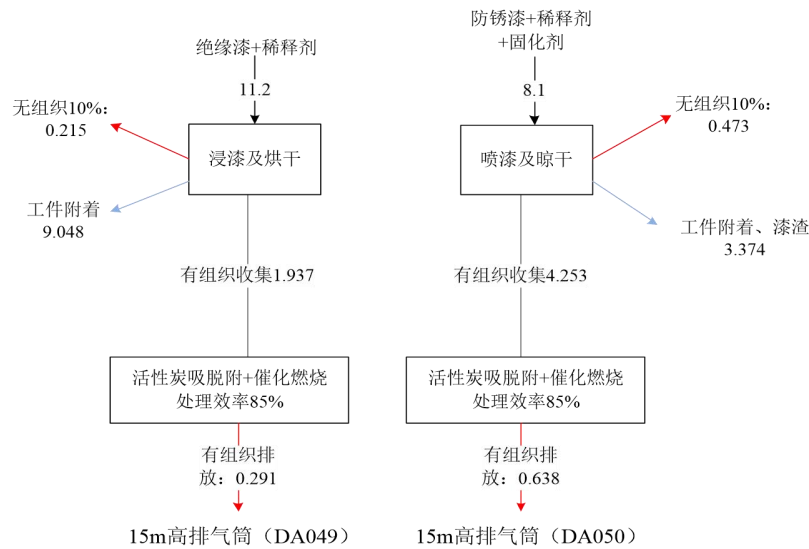 绝缘漆+稀释剂
11.2
无组织10%:
0.215
浸漆及烘干
工件附着
9.048
有组织收集1.937
活性炭吸脱附+催化燃烧
处理效率85%
有组织排
放：0.291
15m高排气筒（DA049）
防锈漆+稀释剂
+固化剂
8.1
无组织10%:
0.473
喷漆及晾干
工件附着、漆渣
3.374
有组织收集4.253
活性炭吸脱附+催化燃烧
处理效率85%
有组织排
放：0.638
15m高排气筒（DA050）